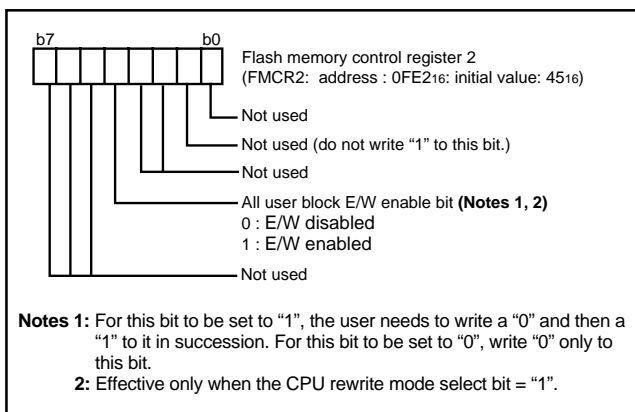 b7 b0
Flash memory control register 2
(FMCR2: address : 0FE216: initial value: 4516)
Not used
Not used (do not write “1” to this bit.)
Not used
All user block E/W enable bit (Notes 1, 2)
0 : E/W disabled
1 : E/W enabled
Not used
Notes 1: For this bit to be set to “1”, the user needs to write a “0” and then a
“1” to it in succession. For this bit to be set to “0”, write “0” only to
this bit.
2: Effective only when the CPU rewrite mode select bit = “1”.